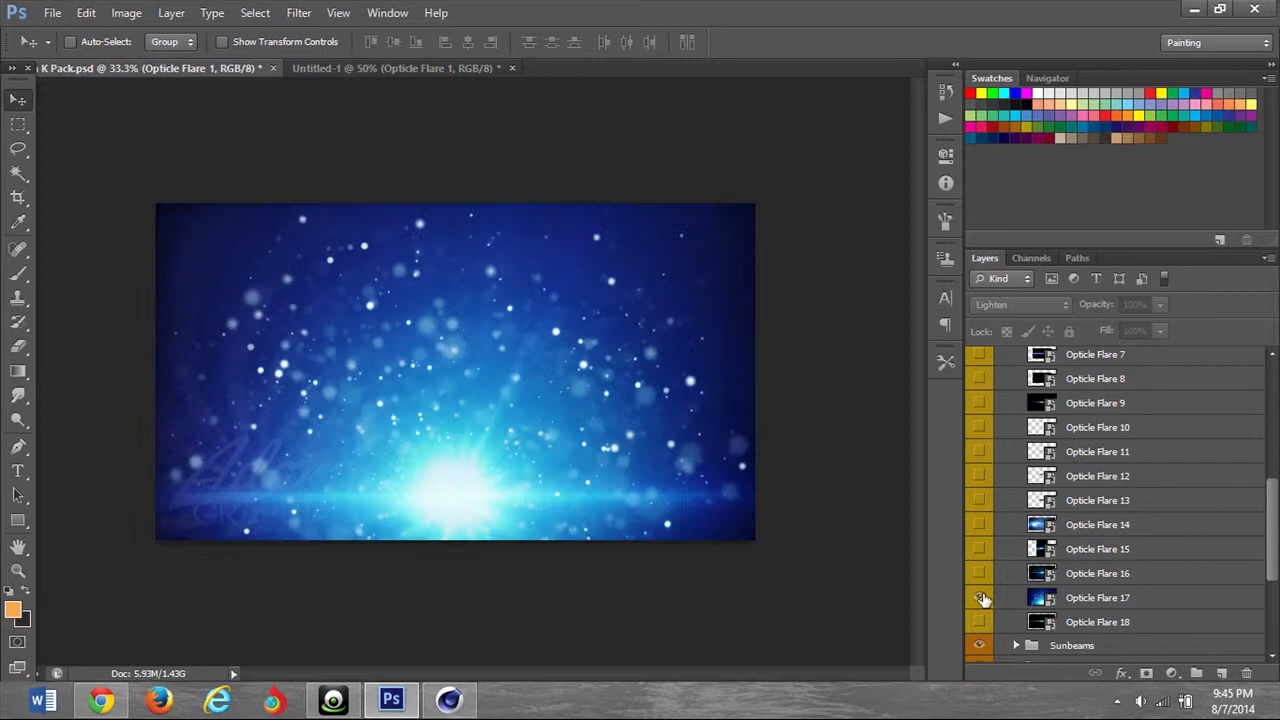 Ps File Edit Image Layer Type Select Filter View Window Help
Auto-Select: Group Show Transform Controls Painting
K Pack.psd @ 33.3% (Opticle Flare 1, RGB/8) * × Untitled-1 @ 50% (Opticle Flare 1, RGB/8) * ×
Swatches Navigator
Layers Channels Paths
Kind
Lighten Opacity: 100%
Lock: Fill: 100%
Opticle Flare 7
Opticle Flare 8
Opticle Flare 9
Opticle Flare 10
Opticle Flare 11
Opticle Flare 12
Opticle Flare 13
Opticle Flare 14
Opticle Flare 15
Opticle Flare 16
Opticle Flare 17
Opticle Flare 18
Sunbeams
Doc: 5.93M/1.43G
9:45 PM
8/7/2014